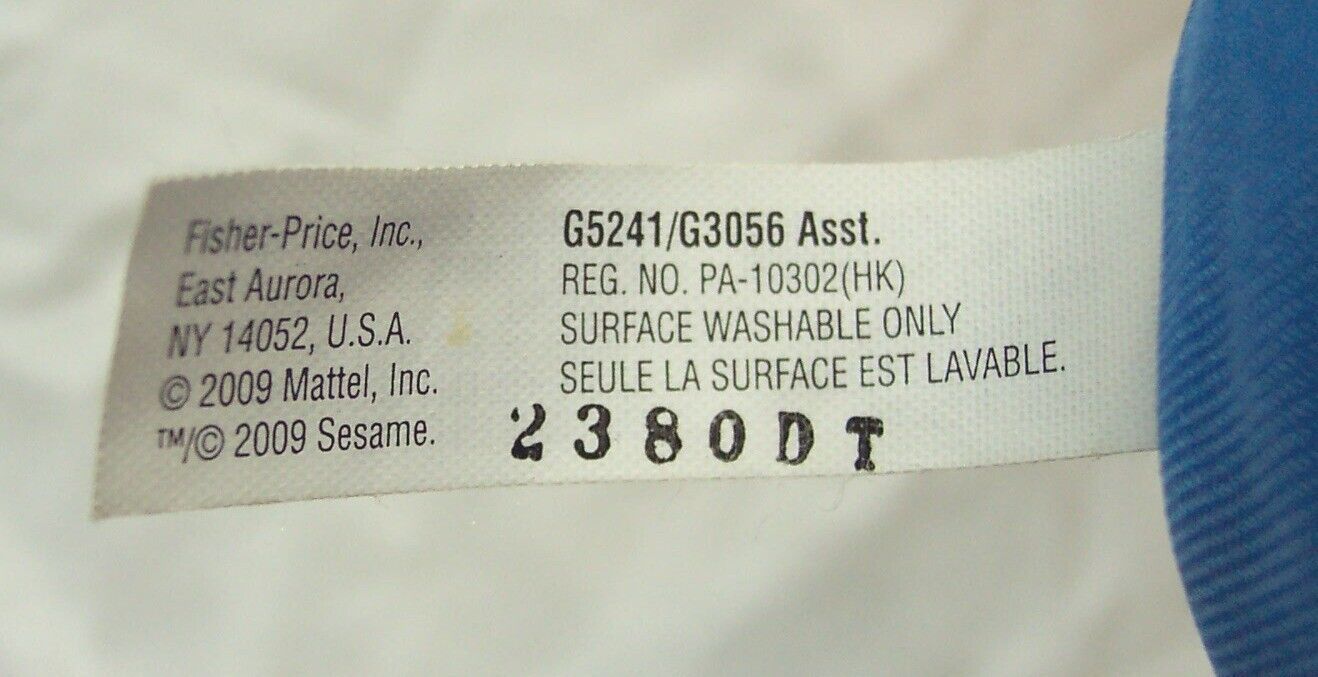 Fisher-Price, Inc.,
East Aurora,
NY 14052, U.S.A.
© 2009 Mattel, Inc.
™/© 2009 Sesame.
G5241/G3056 Asst.
REG. NO. PA-10302(HK)
SURFACE WASHABLE ONLY
SEULE LA SURFACE EST LAVABLE.
2380DT